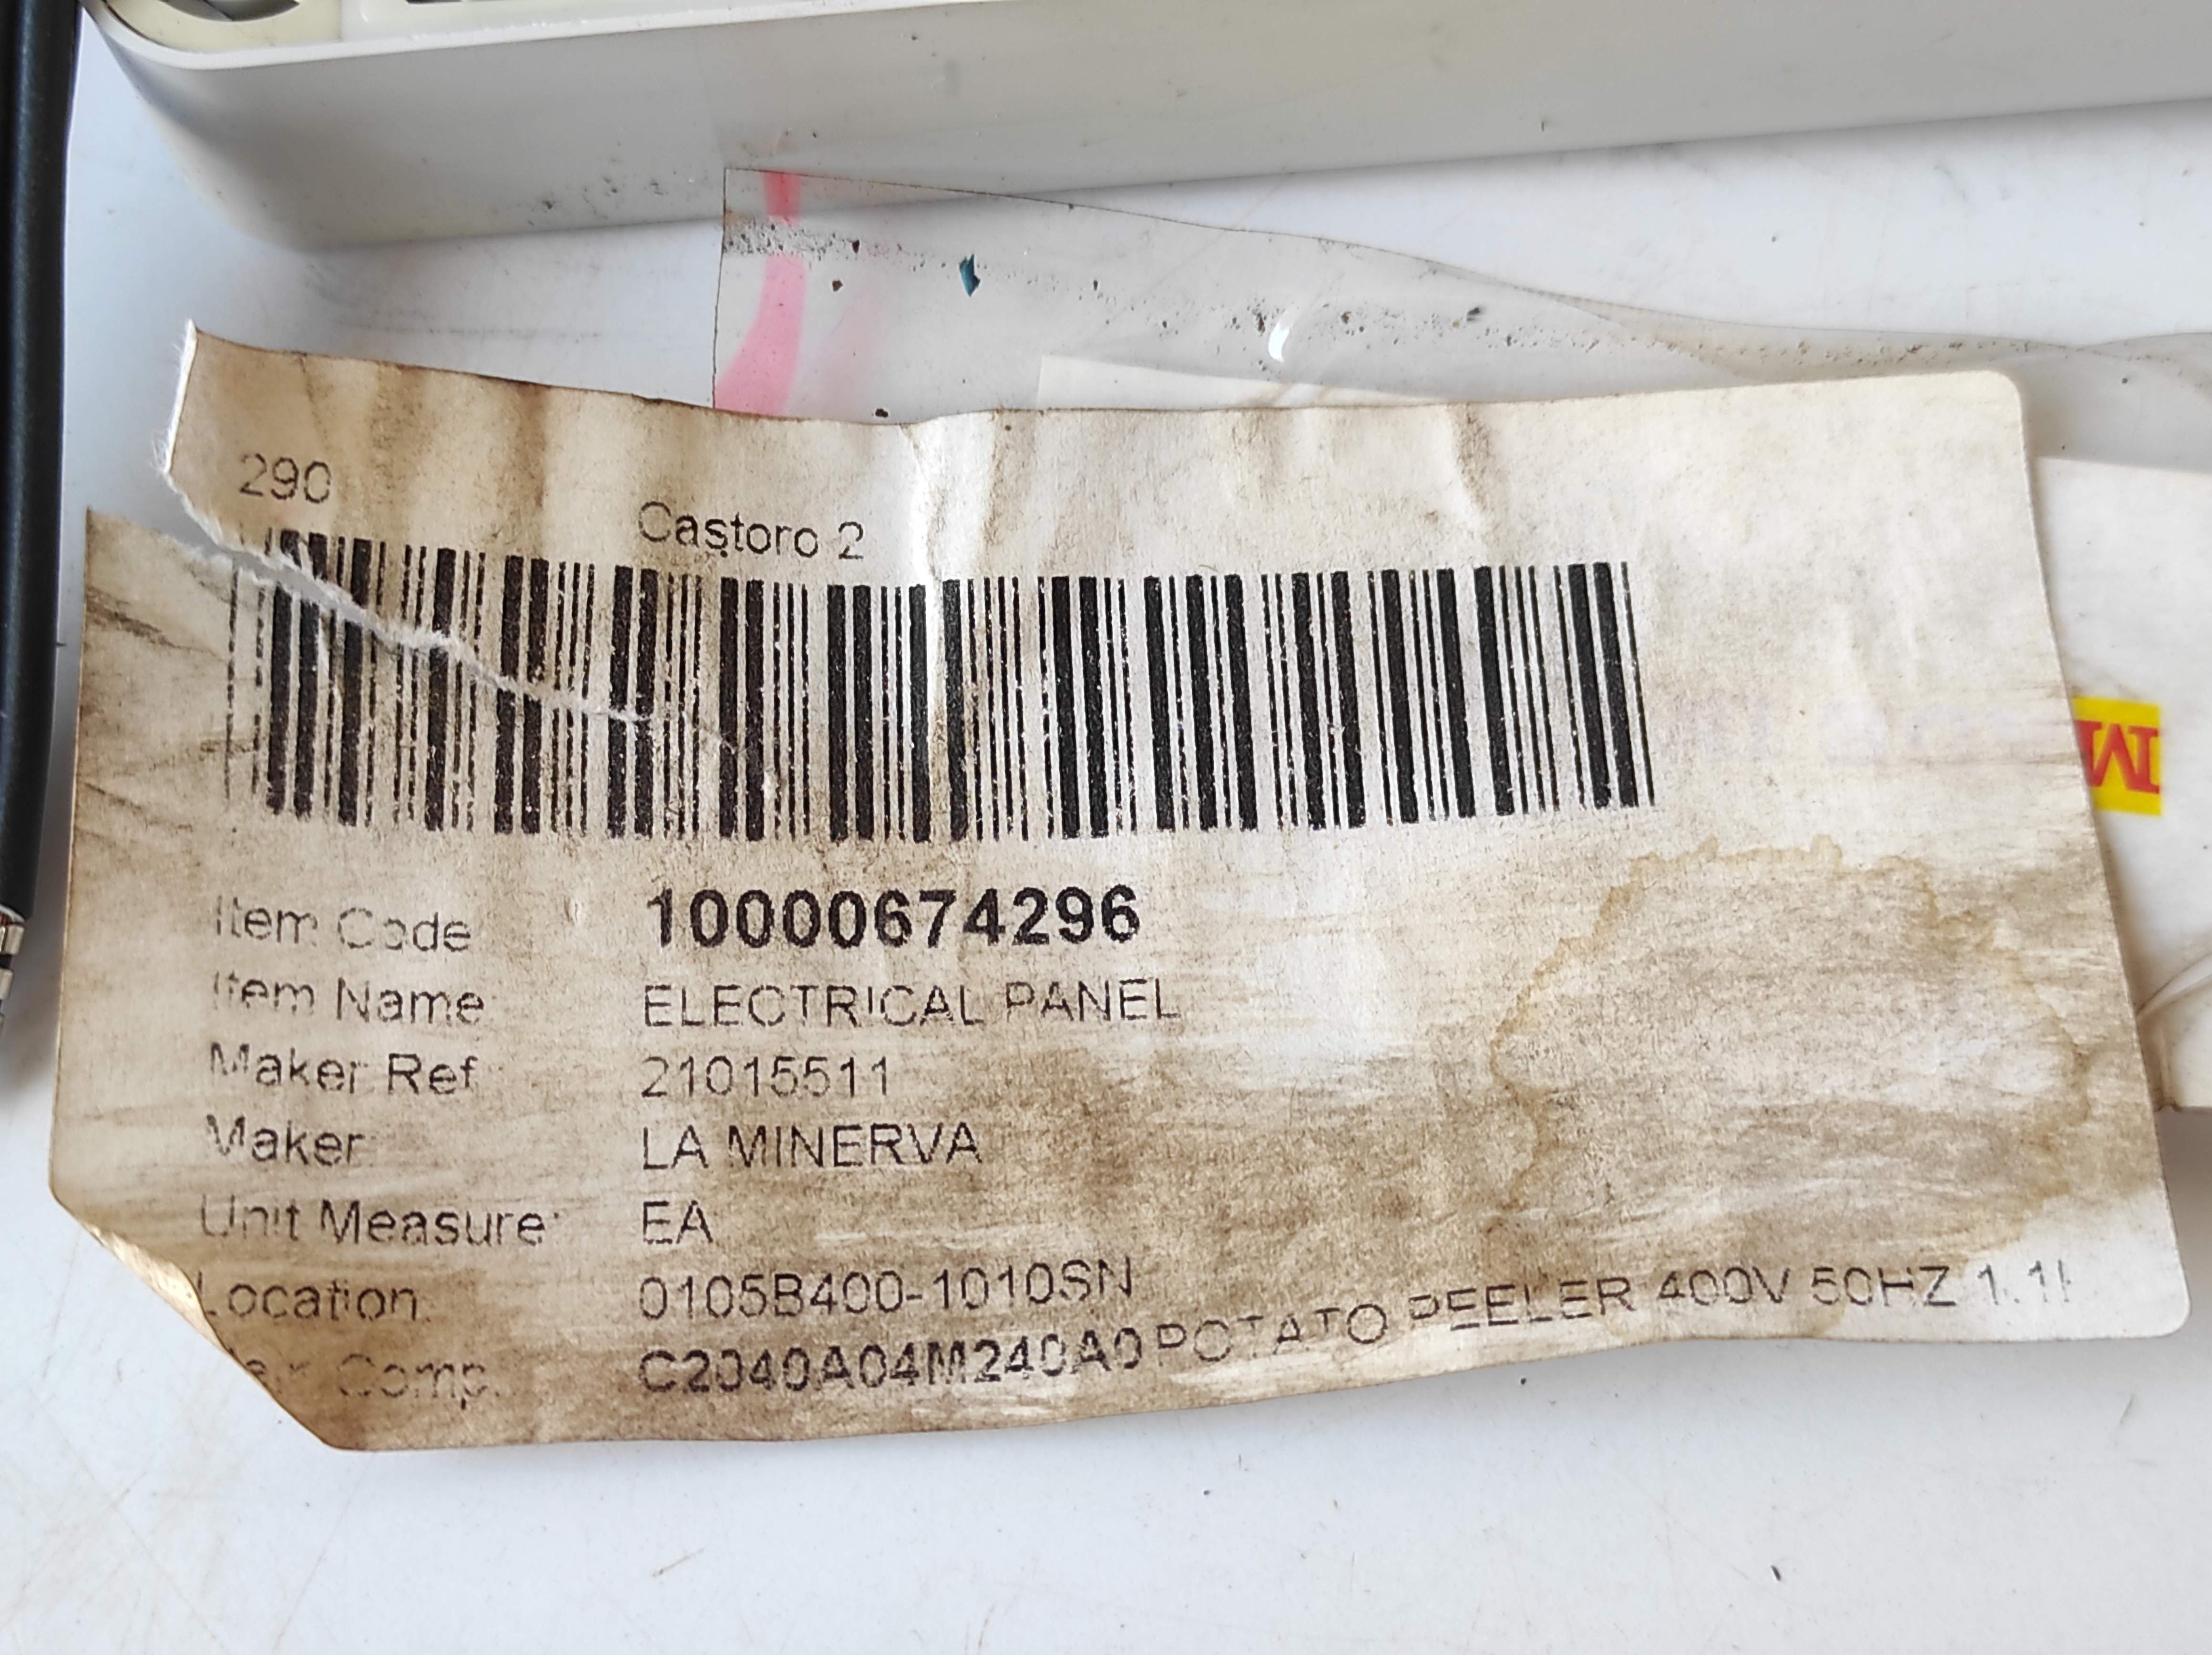 290
Castoro 2
Item Code 10000674296
Item Name ELECTRICAL PANEL
Maker Ref 21015511
Maker LA MINERVA
Unit Measure EA
Location 0105B400-1010SN
Comp. C2040A04M240A0 POTATO PEELER 400V 50HZ
M